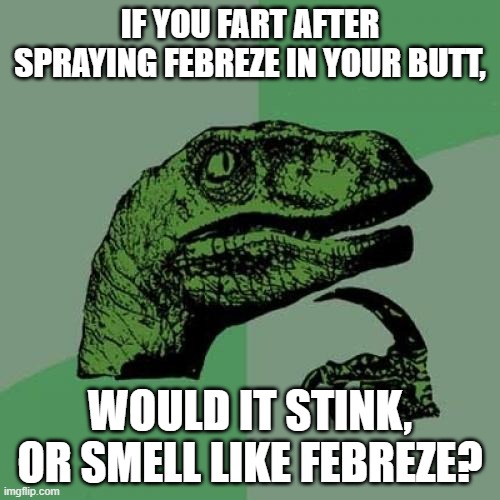 IF YOU FART AFTER
SPRAYING FEBREZE IN YOUR BUTT,
WOULD IT STINK,
OR SMELL LIKE FEBREZE?
imgflip.com